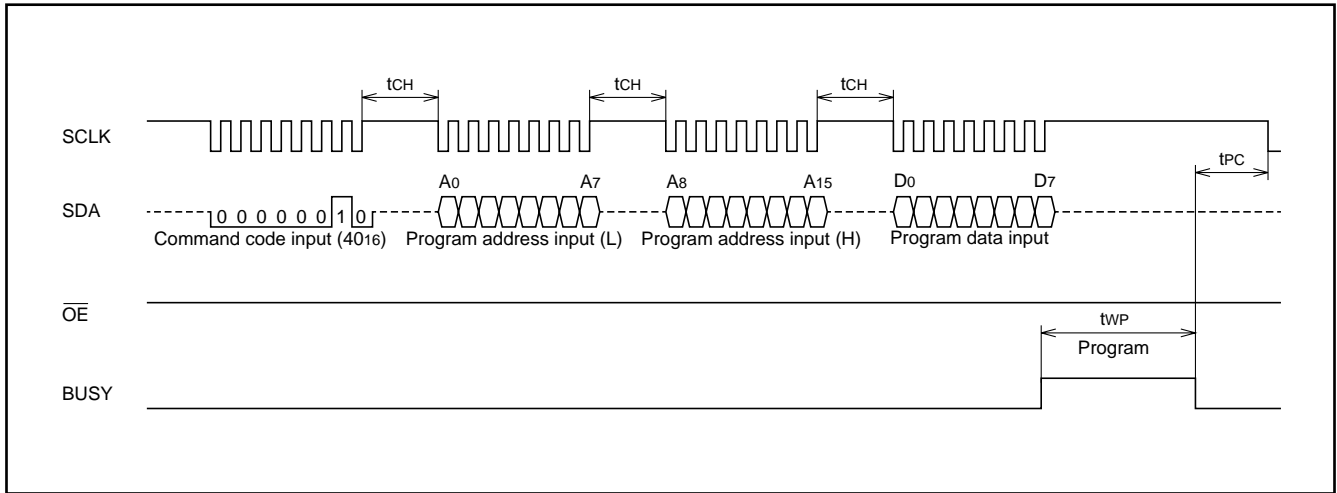 tCH tCH tCH
SCLK
tPC
A0 A7 A8 A15 D0 D7
SDA
0 0 0 0 0 0 1 0
Command code input (4016) Program address input (L) Program address input (H) Program data input
OE
tWP
Program
BUSY